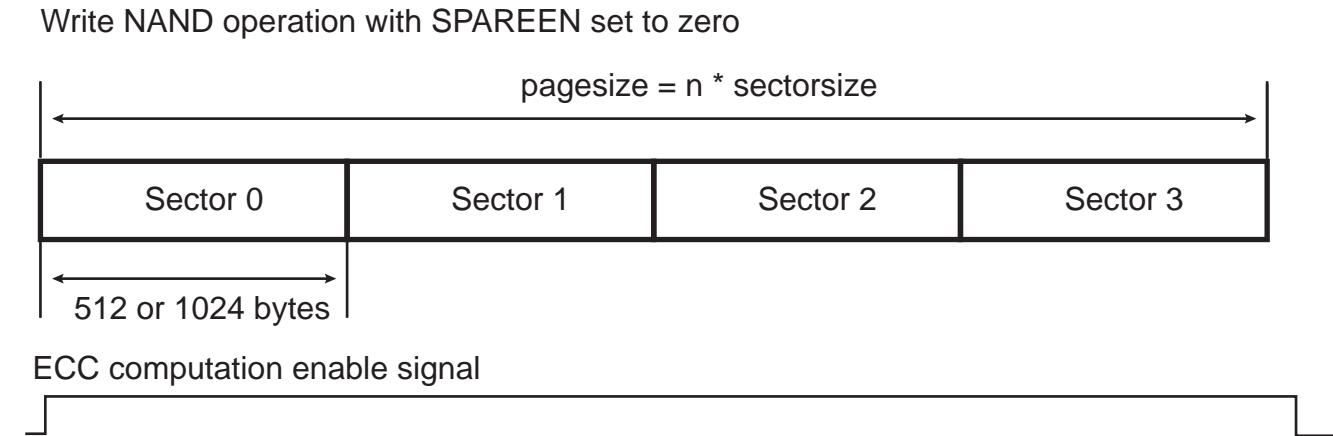 Write NAND operation with SPAREEN set to zero
pagesize = n * sectorsize
Sector 0 Sector 1 Sector 2 Sector 3
512 or 1024 bytes
ECC computation enable signal